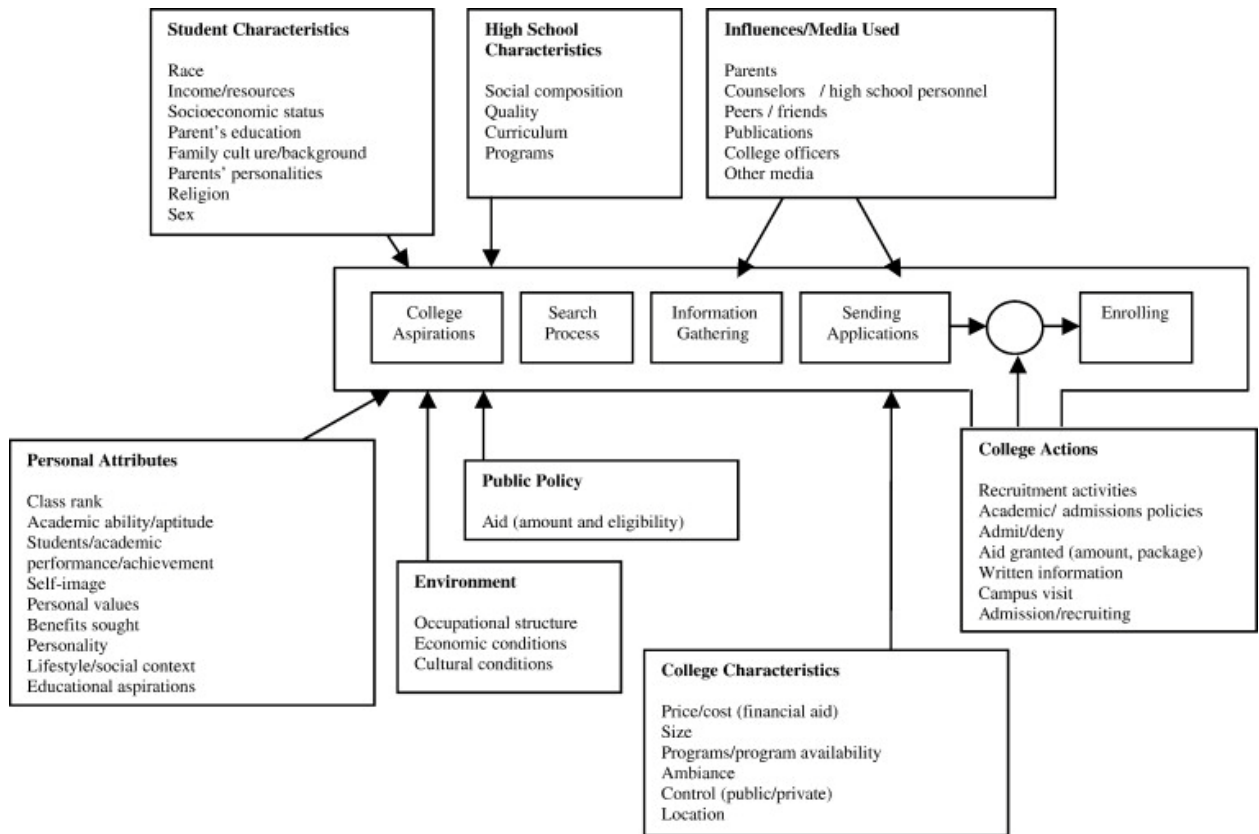 Student Characteristics
Race
Income/resources
Socioeconomic status
Parent's education
Family cult ure/background
Parents' personalities
Religion
Sex
High School
Characteristics
Social composition
Quality
Curriculum
Programs
Influences/Media Used
Parents
Counselors / high school personnel
Peers / friends
Publications
College officers
Other media
College
Aspirations
Search
Process
Information
Gathering
Sending
Applications
Enrolling
Personal Attributes
Class rank
Academic ability/aptitude
Students/academic
performance/achievement
Self-image
Personal values
Benefits sought
Personality
Lifestyle/social context
Educational aspirations
Public Policy
Aid (amount and eligibility)
Environment
Occupational structure
Economic conditions
Cultural conditions
College Characteristics
Price/cost (financial aid)
Size
Programs/program availability
Ambiance
Control (public/private)
Location
College Actions
Recruitment activities
Academic/ admissions policies
Admit/deny
Aid granted (amount, package)
Written information
Campus visit
Admission/recruiting